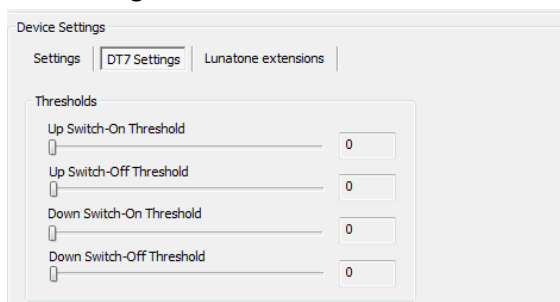 Device Settings
Settings DT7 Settings Lunatone extensions
Thresholds
Up Switch-On Threshold
0
Up Switch-Off Threshold
0
Down Switch-On Threshold
0
Down Switch-Off Threshold
0